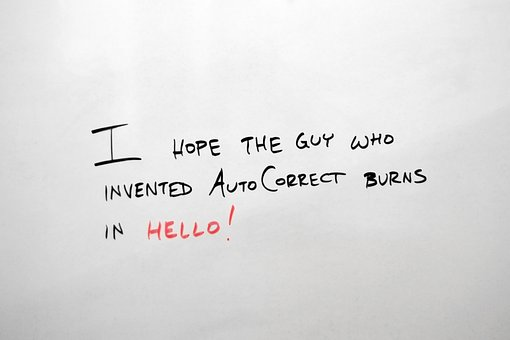 I HOPE THE GUY WHO
INVENTED AUTOCORRECT BURNS
IN HELLO!